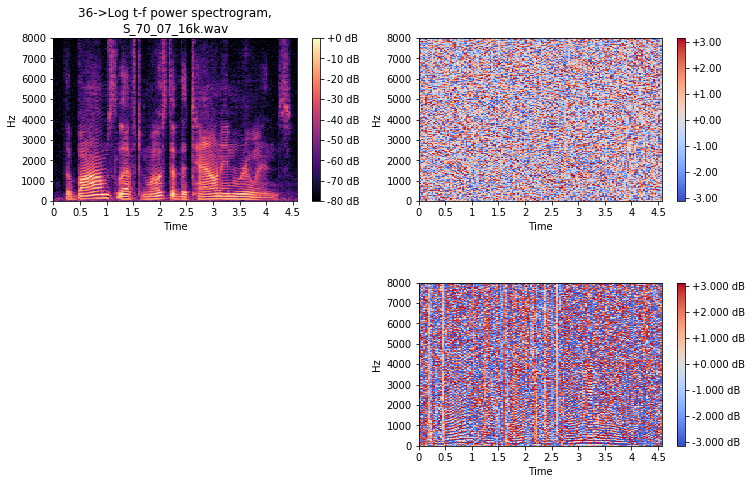 36->Log t-f power spectrogram,
S_70_07_16k.wav
8000
7000
6000
5000
4000
3000
2000
1000
0
Hz
0 0.5 1 1.5 2 2.5 3 3.5 4 4.5
Time
+0 dB
-10 dB
-20 dB
-30 dB
-40 dB
-50 dB
-60 dB
-70 dB
-80 dB
8000
7000
6000
5000
4000
3000
2000
1000
0
Hz
0 0.5 1 1.5 2 2.5 3 3.5 4 4.5
Time
+3.00
+2.00
+1.00
+0.00
-1.00
-2.00
-3.00
8000
7000
6000
5000
4000
3000
2000
1000
0
Hz
0 0.5 1 1.5 2 2.5 3 3.5 4 4.5
Time
+3.000 dB
+2.000 dB
+1.000 dB
+0.000 dB
-1.000 dB
-2.000 dB
-3.000 dB